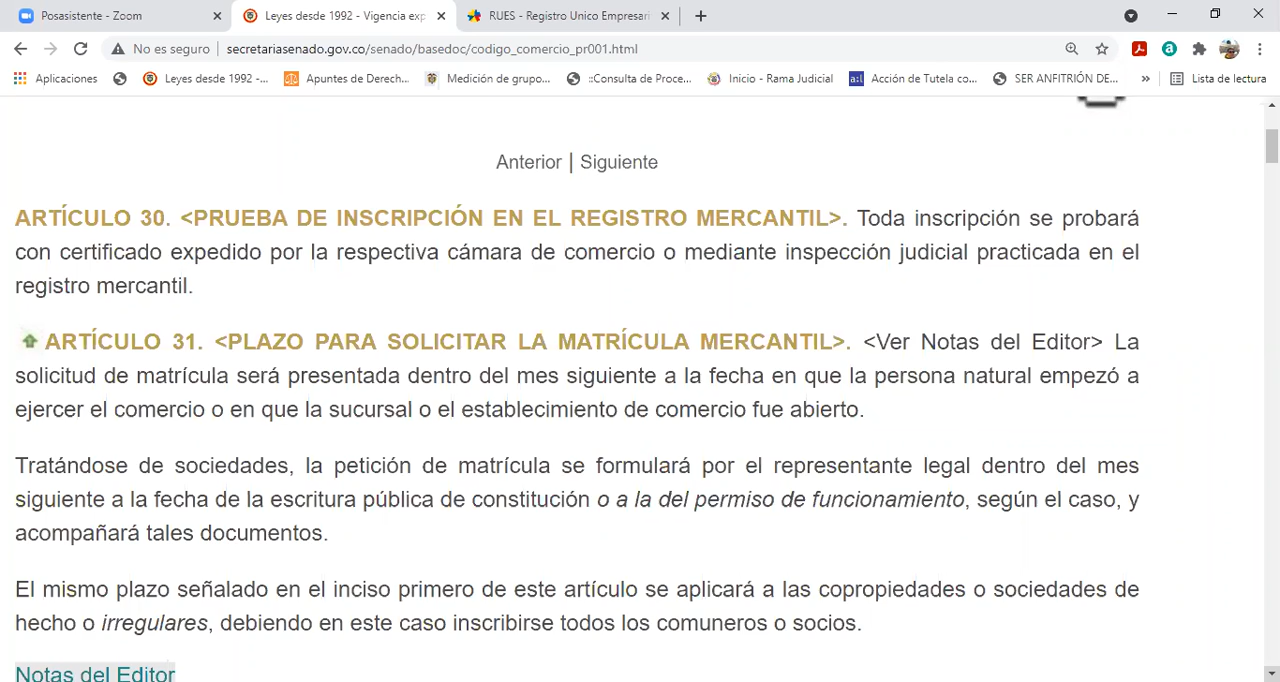 Posasistente - Zoom
Leyes desde 1992 - Vigencia exp
RUES - Registro Unico Empresari
No es seguro
secretariasenado.gov.co/senado/basedoc/codigo_comercio_pr001.html
Aplicaciones
Leyes desde 1992 -...
Apuntes de Derech...
Medición de grupo...
::Consulta de Proce...
Inicio - Rama Judicial
Acción de Tutela co...
SER ANFITRIÓN DE...
»
Lista de lectura
Anterior | Siguiente
ARTÍCULO 30. <PRUEBA DE INSCRIPCIÓN EN EL REGISTRO MERCANTIL>. Toda inscripción se probará
con certificado expedido por la respectiva cámara de comercio o mediante inspección judicial practicada en el
registro mercantil.
ARTÍCULO 31. <PLAZO PARA SOLICITAR LA MATRÍCULA MERCANTIL>. <Ver Notas del Editor> La
solicitud de matrícula será presentada dentro del mes siguiente a la fecha en que la persona natural empezó a
ejercer el comercio o en que la sucursal o el establecimiento de comercio fue abierto.
Tratándose de sociedades, la petición de matrícula se formulará por el representante legal dentro del mes
siguiente a la fecha de la escritura pública de constitución o a la del permiso de funcionamiento, según el caso, y
acompañará tales documentos.
El mismo plazo señalado en el inciso primero de este artículo se aplicará a las copropiedades o sociedades de
hecho o irregulares, debiendo en este caso inscribirse todos los comuneros o socios.
Notas del Editor